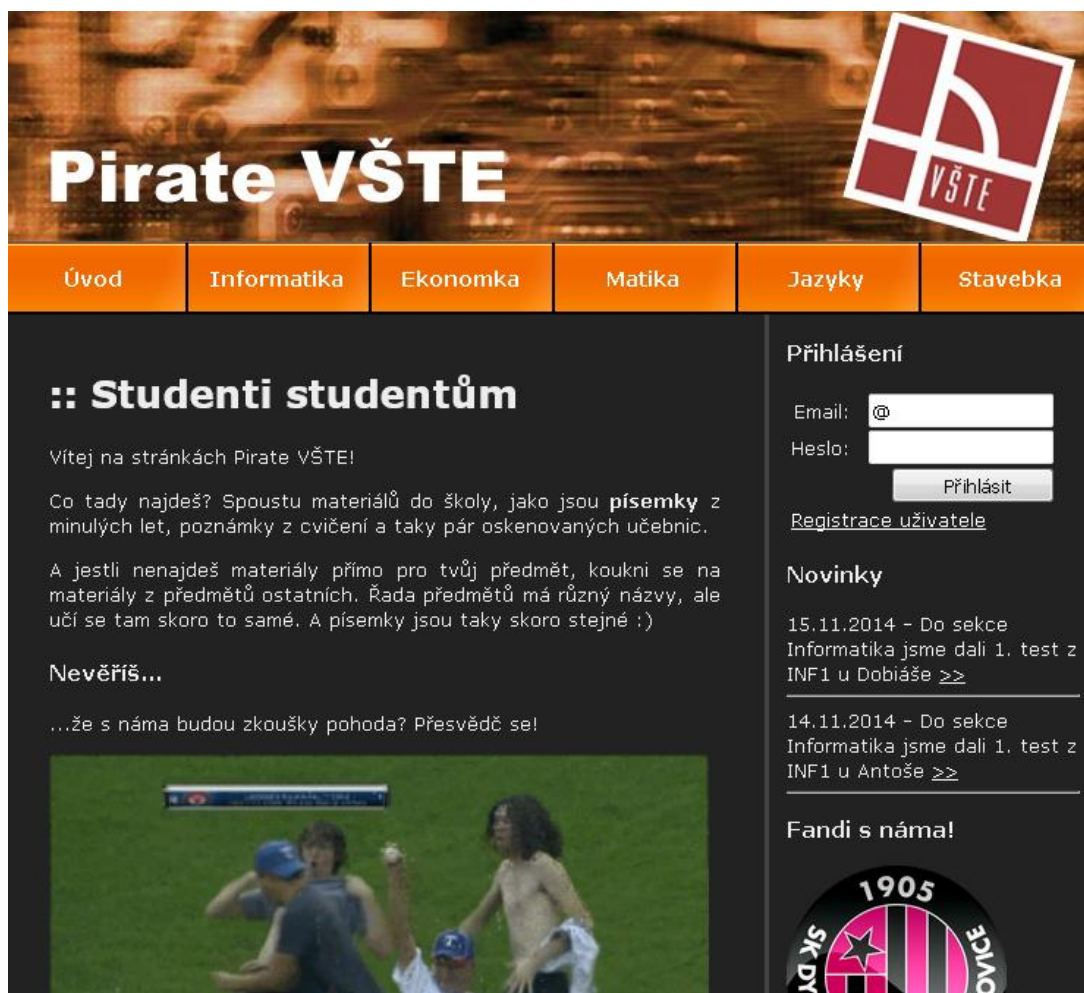 Pirate VŠTE
VŠTE
Úvod
Informatika
Ekonomka
Matika
Jazyky
Stavebka
:: Studenti studentům
Vítej na stránkách Pirate VŠTE!
Co tady najdeš? Spoustu materiálů do školy, jako jsou písemky z
minulých let, poznámky z cvičení a taky pár oskenovaných učebnic.
A jestli nenajdeš materiály přímo pro tvůj předmět, koukni se na
materiály z předmětů ostatních. Řada předmětů má různý názvy, ale
učí se tam skoro to samé. A písemky jsou taky skoro stejné :)
Nevěříš...
...že s náma budou zkoušky pohoda? Přesvědč se!
Přihlášení
Email: @
Heslo:
Přihlásit
Registrace uživatele
Novinky
15.11.2014 – Do sekce
Informatika jsme dali 1. test z
INF1 u Dobiáše >>
14.11.2014 – Do sekce
Informatika jsme dali 1. test z
INF1 u Antoše >>
Fandi s náma!
1905
SK